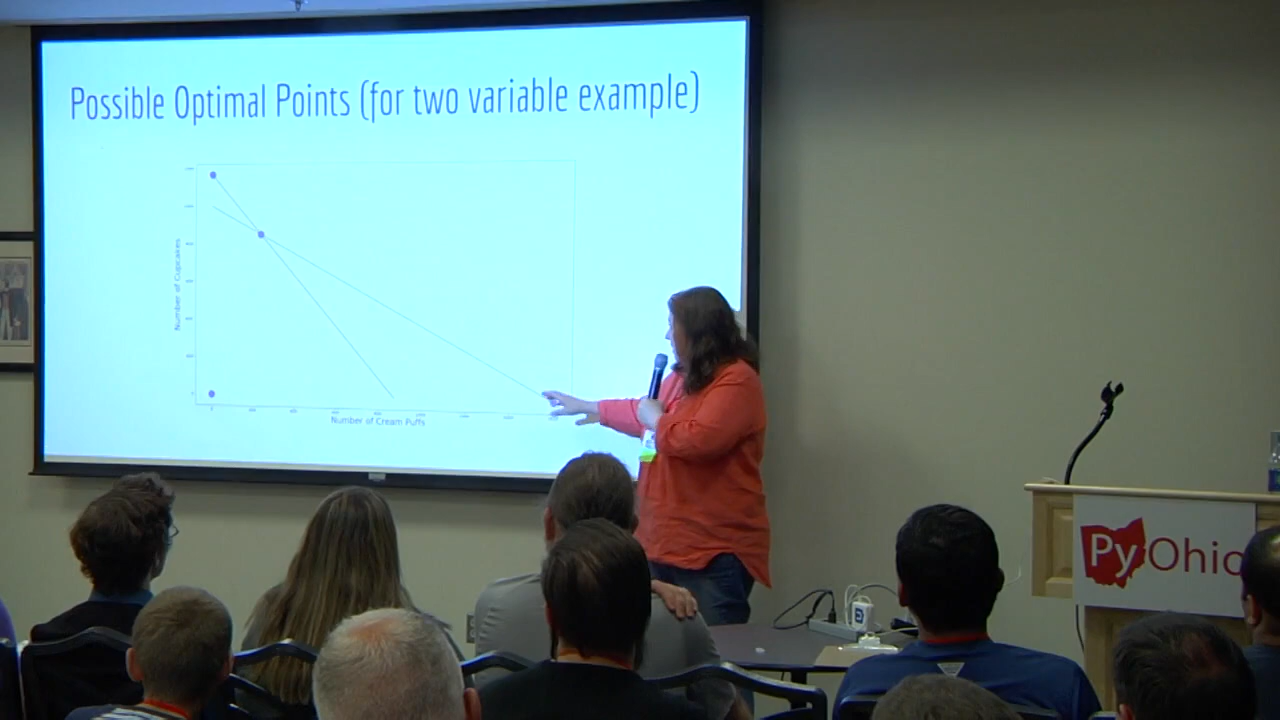 Possible Optimal Points (for two variable example)
Number of Cupcakes
Number of Cream Puffs
PyOhio